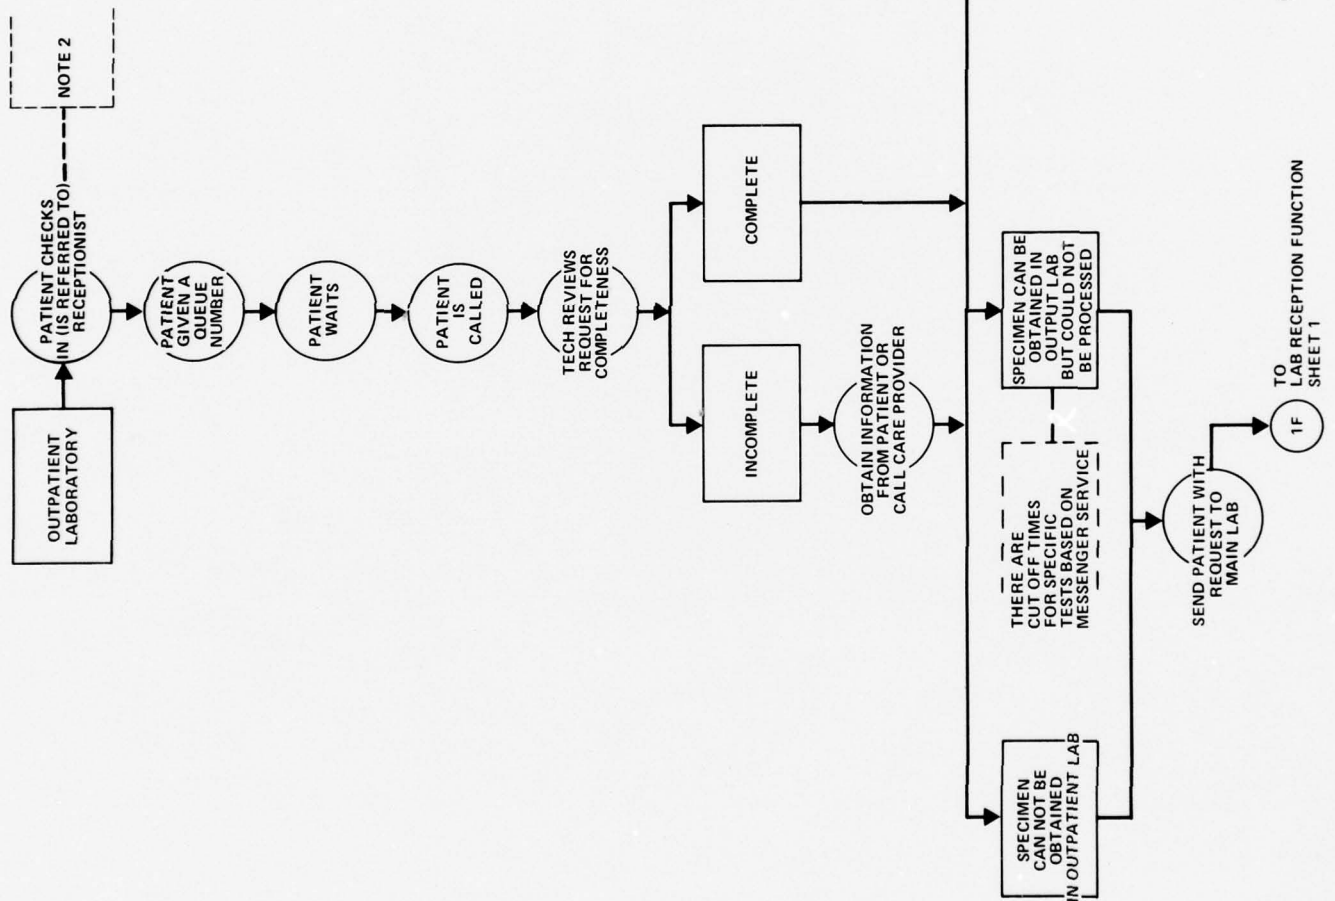 OUTPATIENT
LABORATORY
PATIENT CHECKS
IN (IS REFERRED TO)
RECEPTIONIST
NOTE 2
PATIENT
GIVEN A
QUEUE
NUMBER
PATIENT
WAITS
PATIENT
IS
CALLED
TECH REVIEWS
REQUEST FOR
COMPLETENESS
INCOMPLETE
COMPLETE
OBTAIN INFORMATION
FROM PATIENT OR
CALL CARE PROVIDER
SPECIMEN
CAN NOT BE
OBTAINED
IN OUTPATIENT LAB
THERE ARE
CUT OFF TIMES
FOR SPECIFIC
TESTS BASED ON
MESSENGER SERVICE
SPECIMEN CAN BE
OBTAINED IN
OUTPUT LAB
BUT COULD NOT
BE PROCESSED
SEND PATIENT WITH
REQUEST TO
MAIN LAB
1F
TO
LAB RECEPTION FUNCTION
SHEET 1